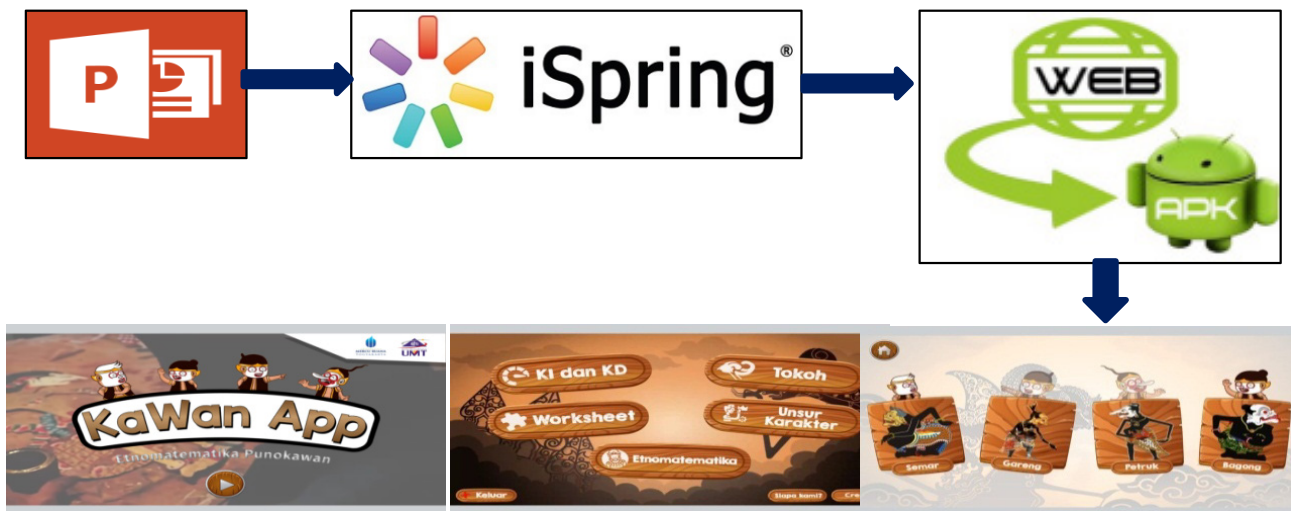 P
iSpring®
WEB
APK
UMT
KaWan App
Etnomatematika Punokawan
KI dan KD
Tokoh
Worksheet
Unsur
Karakter
Etnomatematika
Keluar
Siapa kami?
Cre
Semar
Gareng
Petruk
Bagong